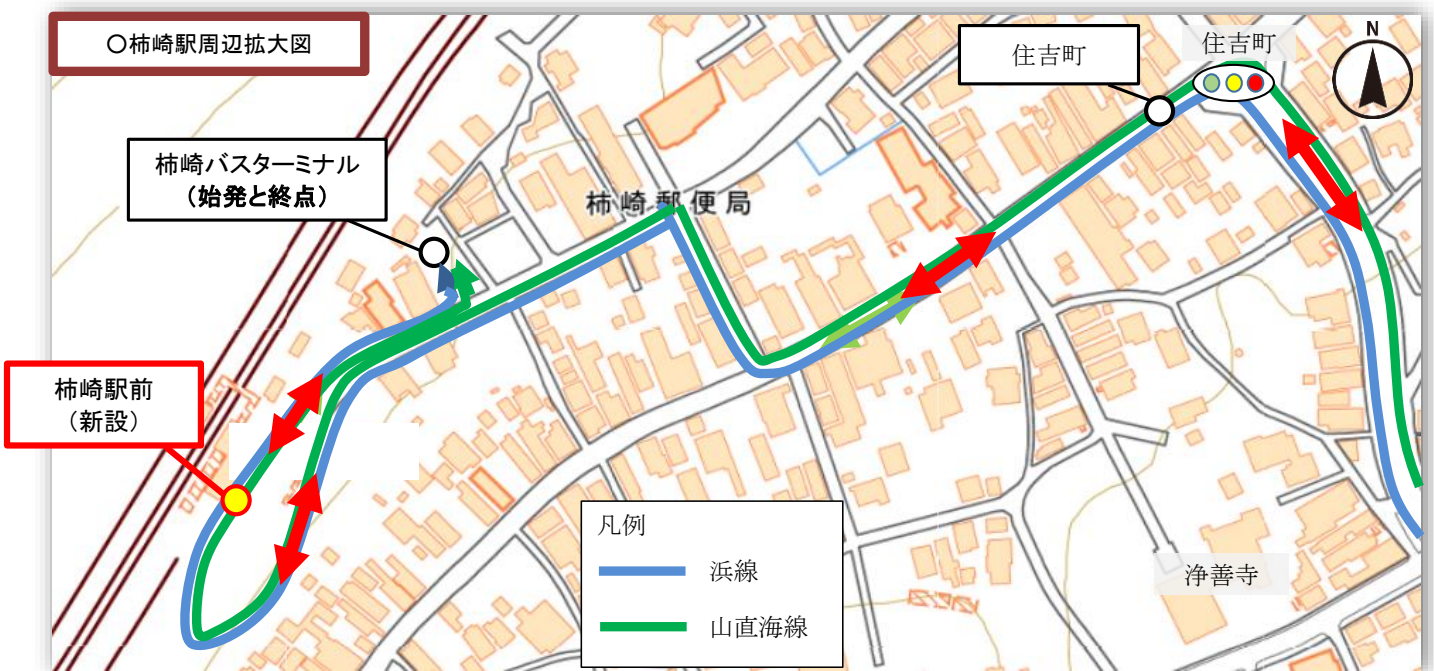 〇柿崎駅周辺拡大図
住吉町
住吉町
N
柿崎バスターミナル
（始発と終点）
柿崎郵便局
柿崎駅前
（新設）
凡例
浜線
山直海線
浄善寺